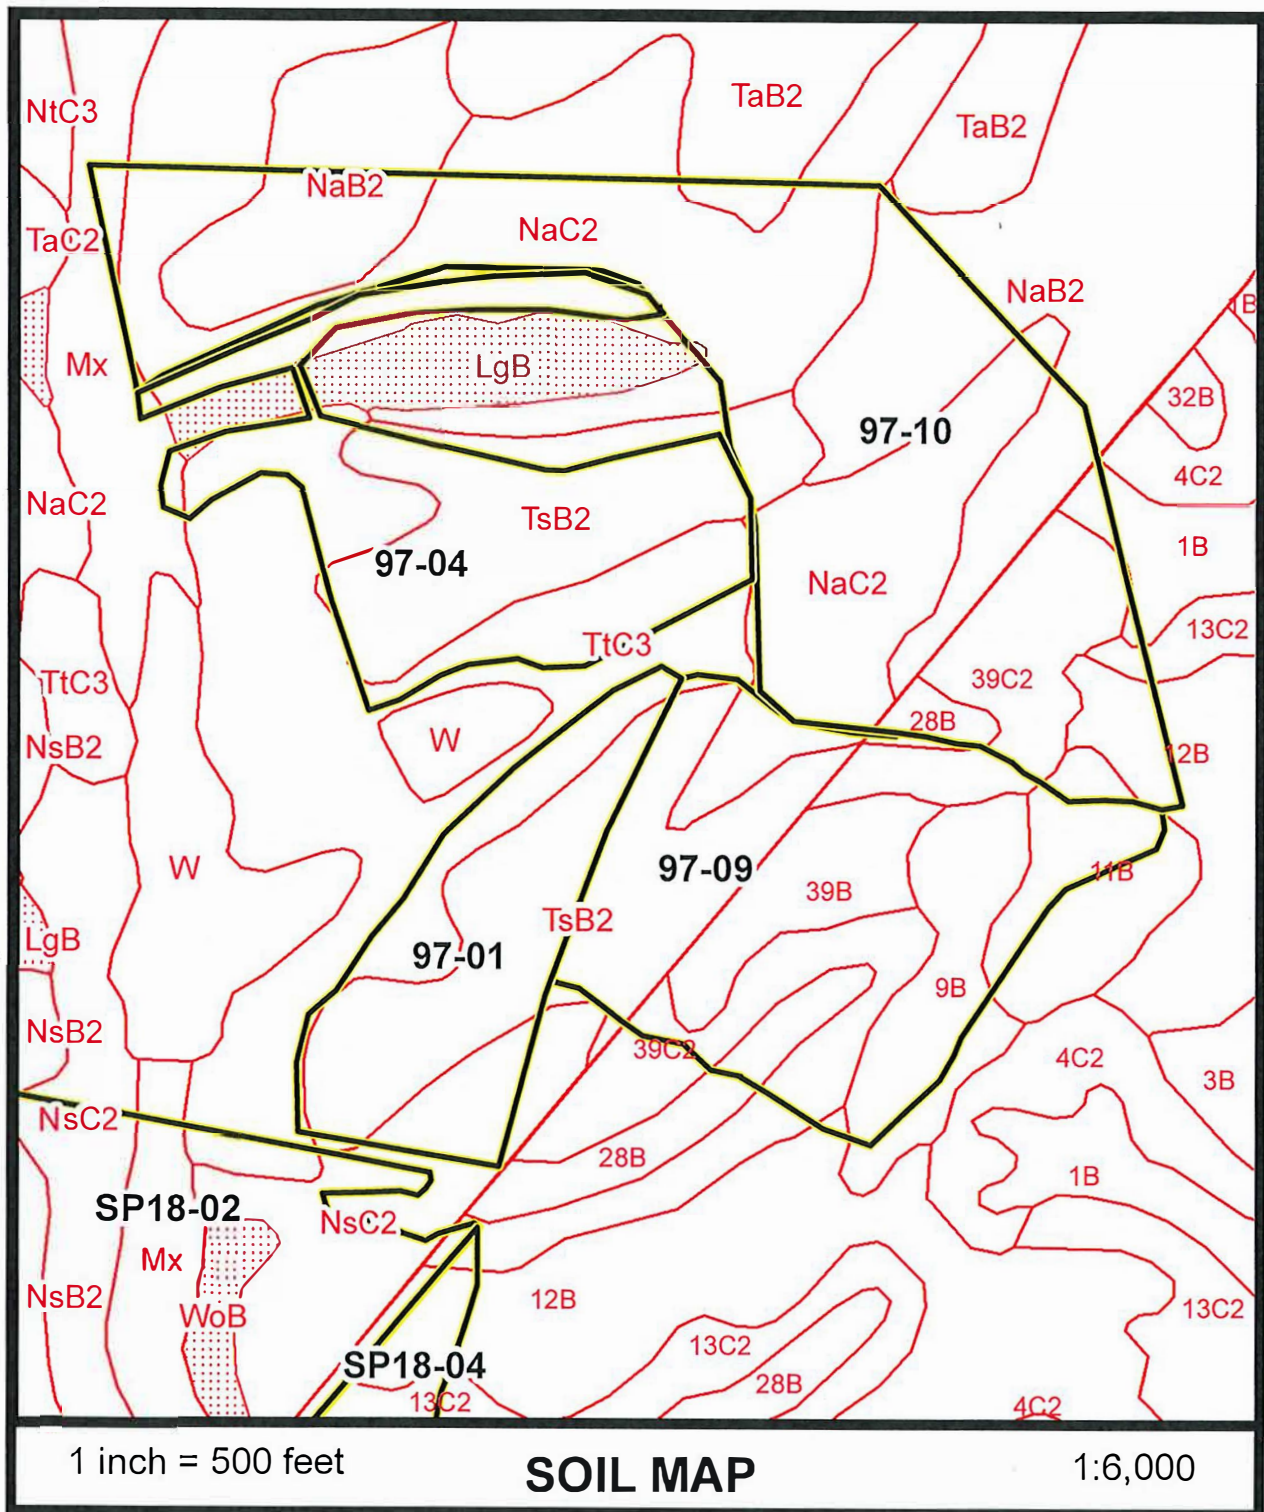 TaB2
NtC3
TaB2
NaB2
NaC2
TaC2
NaB2
1B
Mx
LgB
32B
97-10
4C2
NaC2
TsB2
1B
97-04
NaC2
13C2
TtC3
39C2
TtC3
28B
W
NsB2
12B
W
97-09
11B
39B
TsB2
LgB
97-01
9B
NsB2
39C2
4C2
3B
NsC2
28B
1B
SP18-02
NsC2
Mx
NsB2
12B
13C2
WoB
13C2
SP18-04
28B
13C2
4C2
1 inch = 500 feet
SOIL MAP
1:6,000